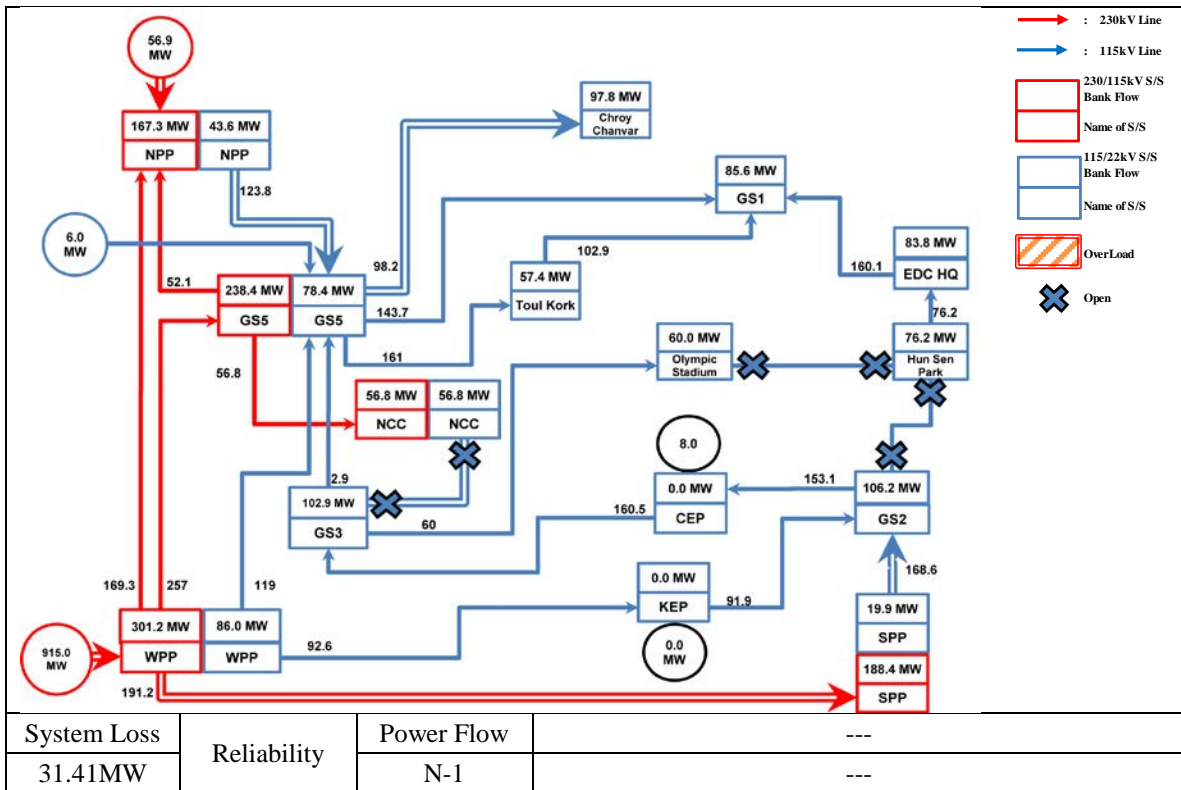 56.9
MW
167.3 MW
43.6 MW
NPP
NPP
123.8
97.8 MW
Chroy
Chanvar
85.6 MW
GS1
6.0
MW
52.1
238.4 MW
78.4 MW
GS5
GS5
98.2
143.7
161
102.9
57.4 MW
Toul Kork
160.1
83.8 MW
EDC HQ
76.2
76.2 MW
Hun Sen
Park
60.0 MW
Olympic
Stadium
56.8
56.8 MW
56.8 MW
NCC
NCC
2.9
102.9 MW
GS3
60
8.0
0.0 MW
CEP
160.5
153.1
106.2 MW
GS2
168.6
169.3
257
119
0.0 MW
KEP
91.9
0.0
MW
19.9 MW
SPP
188.4 MW
SPP
915.0
MW
301.2 MW
86.0 MW
WPP
WPP
92.6
191.2
: 230kV Line
: 115kV Line
230/115kV S/S
Bank Flow
Name of S/S
115/22kV S/S
Bank Flow
Name of S/S
OverLoad
Open
System Loss
Reliability
Power Flow
---
31.41MW
N-1
---